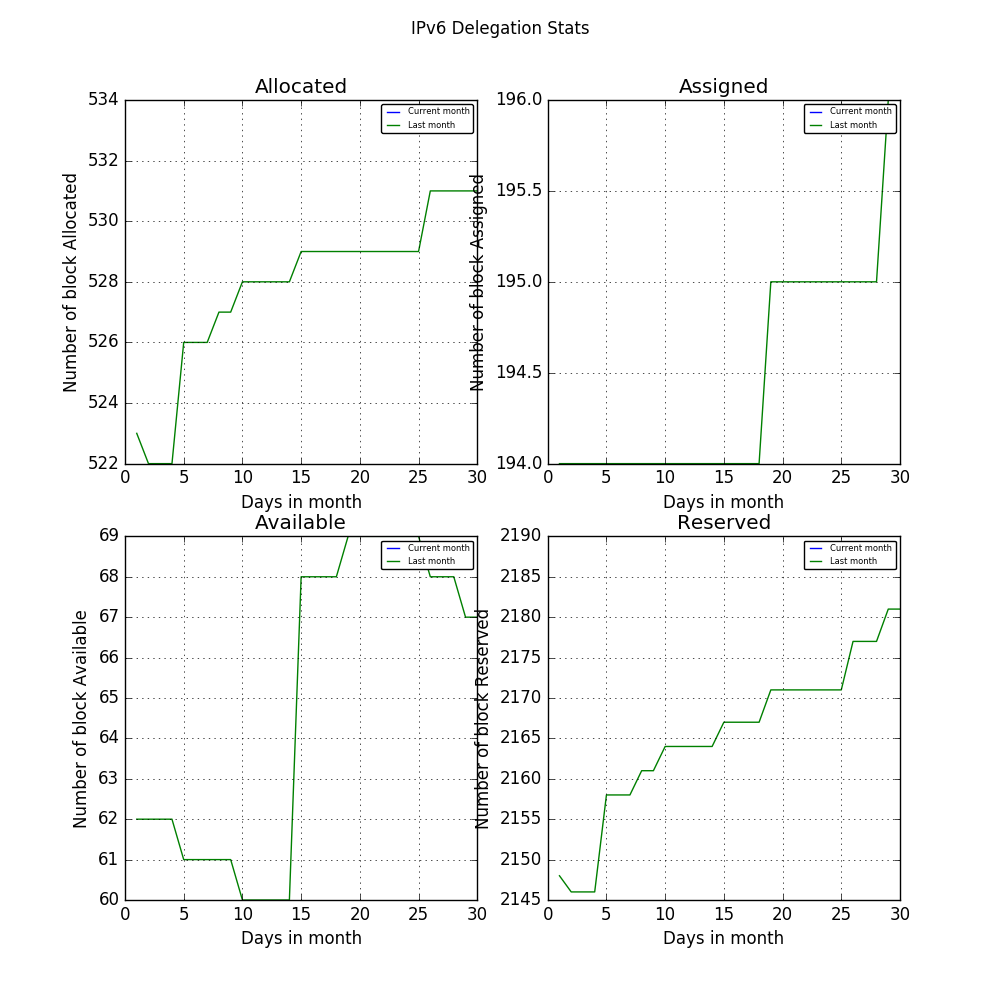 IPv6 Delegation Stats
Allocated
Number of block Allocated
534
532
530
528
526
524
522
0 5 10 15 20 25 30
Days in month
Current month
Last month
Assigned
Number of block Assigned
196.0
195.5
195.0
194.5
194.0
0 5 10 15 20 25 30
Days in month
Current month
Last month
Available
Number of block Available
69
68
67
66
65
64
63
62
61
60
0 5 10 15 20 25 30
Days in month
Current month
Last month
Reserved
Number of block Reserved
2190
2185
2180
2175
2170
2165
2160
2155
2150
2145
0 5 10 15 20 25 30
Days in month
Current month
Last month